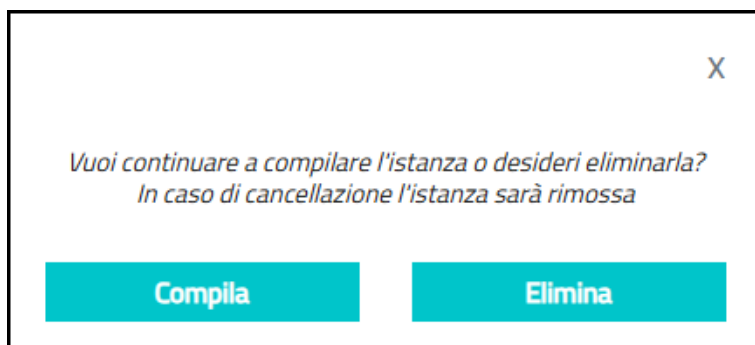 X
Vuoi continuare a compilare l'istanza o desideri eliminarla?
In caso di cancellazione l'istanza sarà rimossa
Compila
Elimina